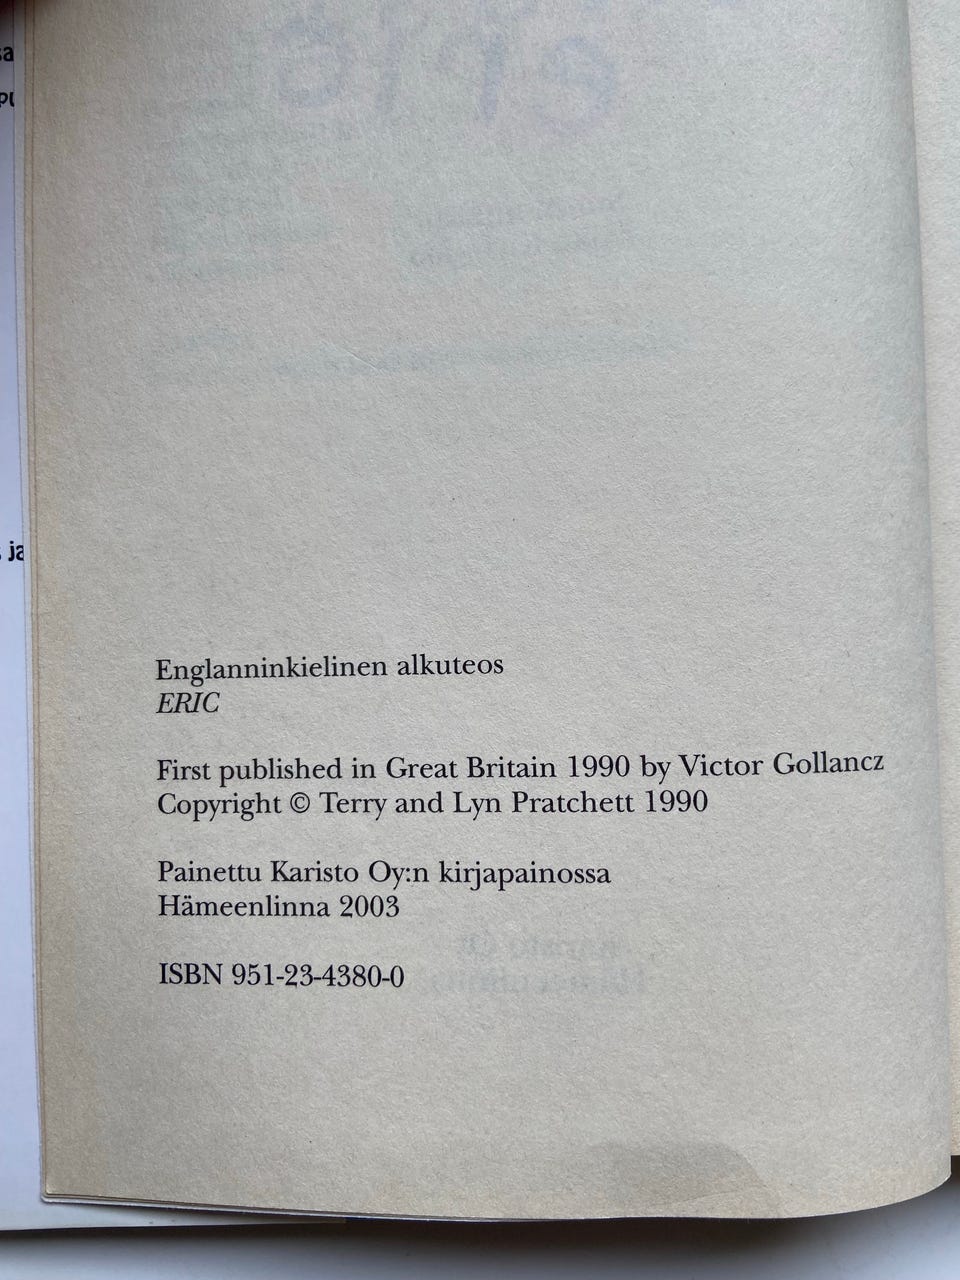 Englanninkielinen alkuteos
ERIC
First published in Great Britain 1990 by Victor Gollancz
Copyright © Terry and Lyn Pratchett 1990
Painettu Karisto Oy:n kirjapainossa
Hämeenlinna 2003
ISBN 951-23-4380-0